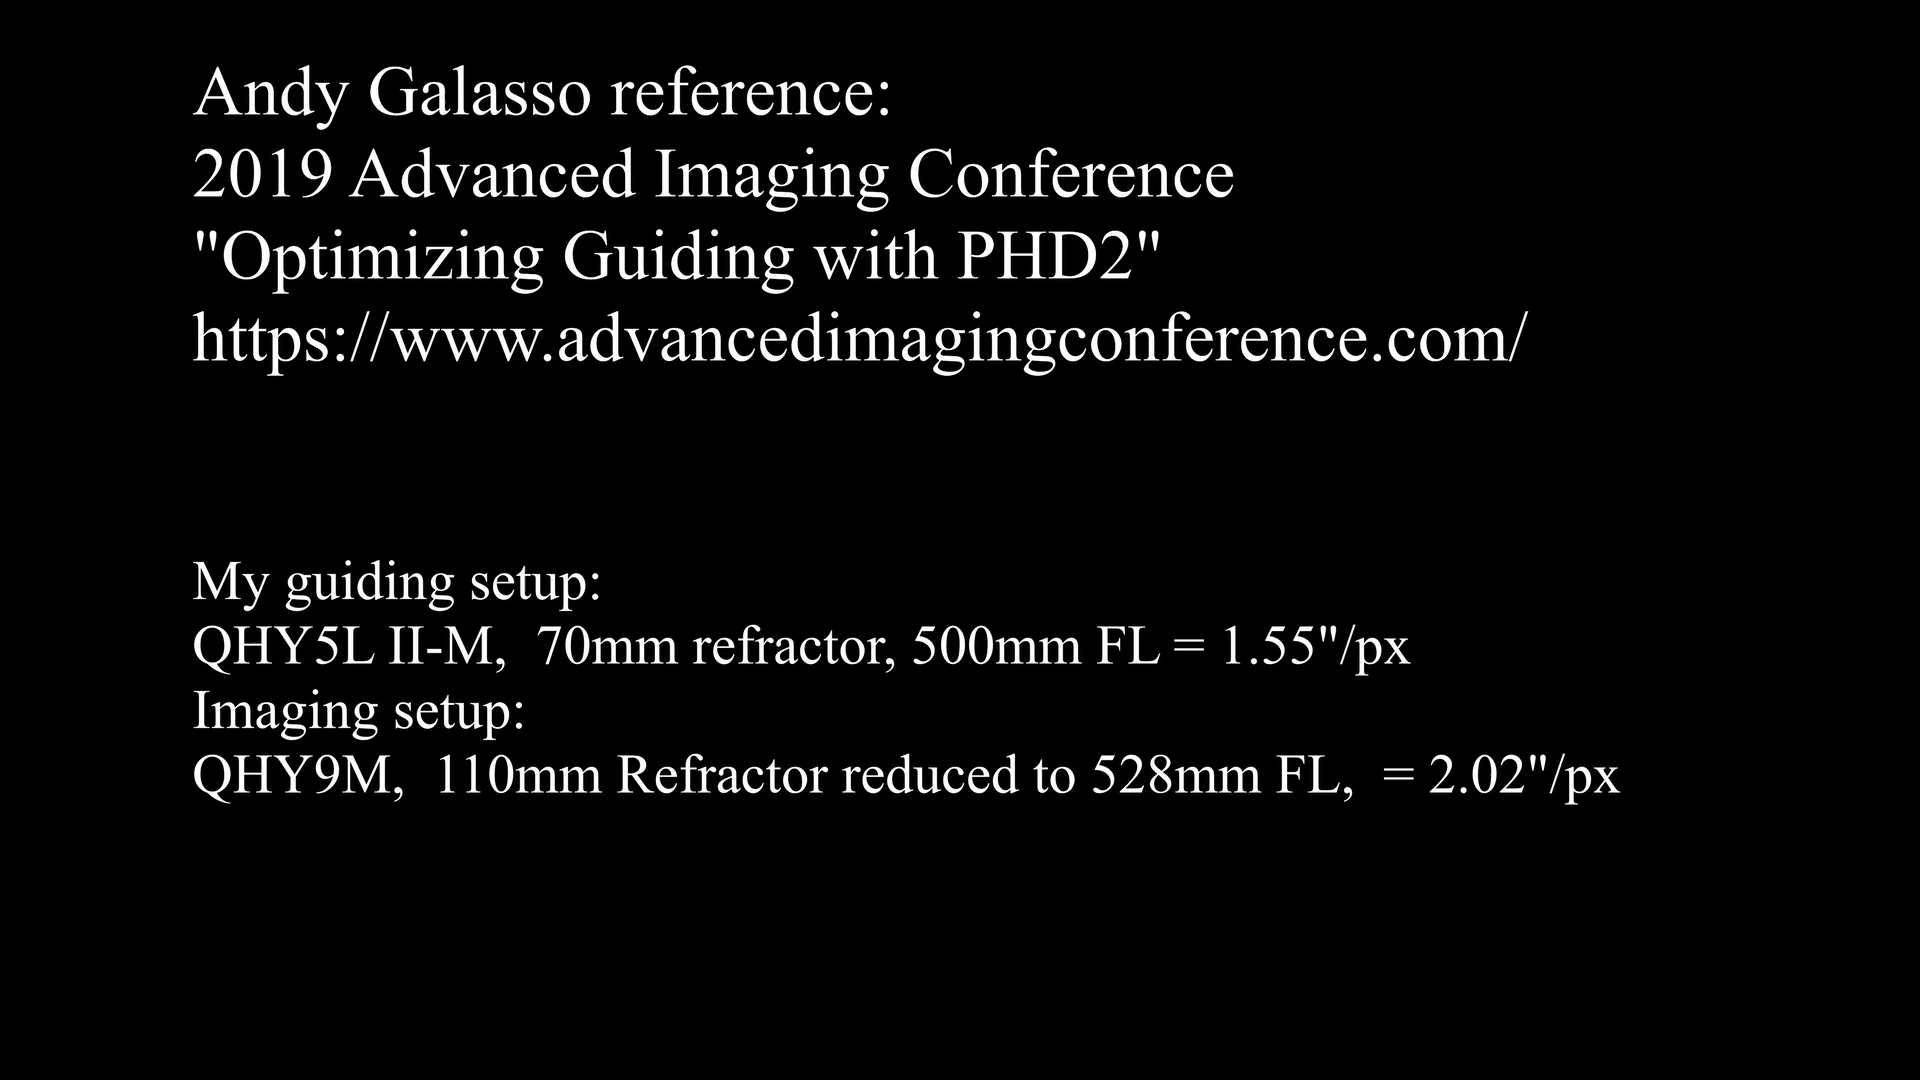 Andy Galasso reference:
2019 Advanced Imaging Conference
"Optimizing Guiding with PHD2"
https://www.advancedimagingconference.com/
My guiding setup:
QHY5L II-M,  70mm refractor, 500mm FL = 1.55"/px
Imaging setup:
QHY9M,  110mm Refractor reduced to 528mm FL,  = 2.02"/px